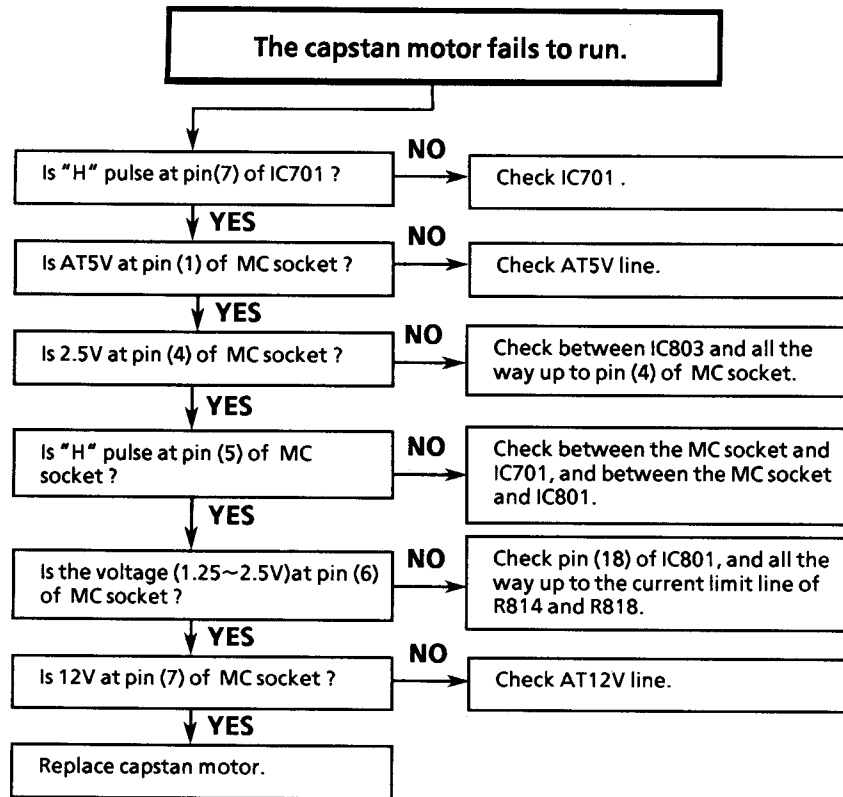 The capstan motor fails to run.
Is "H" pulse at pin(7) of IC701 ?
NO
Check IC701 .
YES
Is AT5V at pin (1) of MC socket ?
NO
Check AT5V line.
YES
Is 2.5V at pin (4) of MC socket ?
NO
Check between IC803 and all the
way up to pin (4) of MC socket.
YES
Is "H" pulse at pin (5) of MC
socket ?
NO
Check between the MC socket and
IC701, and between the MC socket
and IC801.
YES
Is the voltage (1.25~2.5V)at pin (6)
of MC socket ?
NO
Check pin (18) of IC801, and all the
way up to the current limit line of
R814 and R818.
YES
Is 12V at pin (7) of MC socket ?
NO
Check AT12V line.
YES
Replace capstan motor.